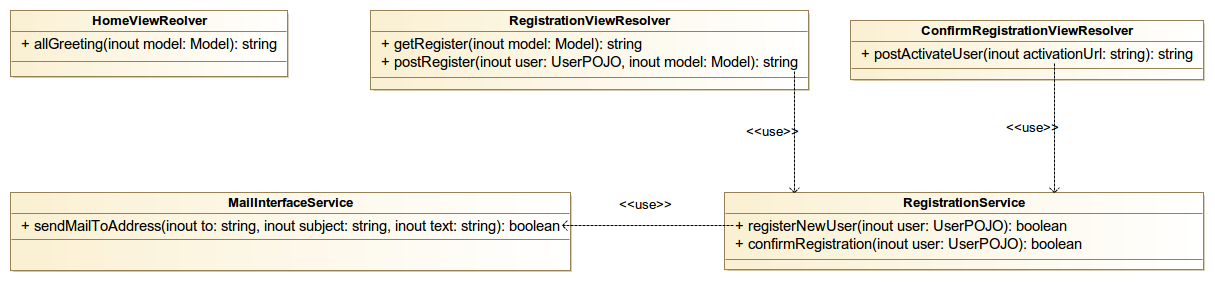 HomeViewReolver
+ allGreeting(inout model: Model): string
RegistrationViewResolver
+ getRegister(inout model: Model): string
+ postRegister(inout user: UserPOJO, inout model: Model): string
ConfirmRegistrationViewResolver
+ postActivateUser(inout activationUrl: string): string
<<use>>
<<use>>
MailInterfaceService
+ sendMailToAddress(inout to: string, inout subject: string, inout text: string): boolean
<<use>>
RegistrationService
+ registerNewUser(inout user: UserPOJO): boolean
+ confirmRegistration(inout user: UserPOJO): boolean